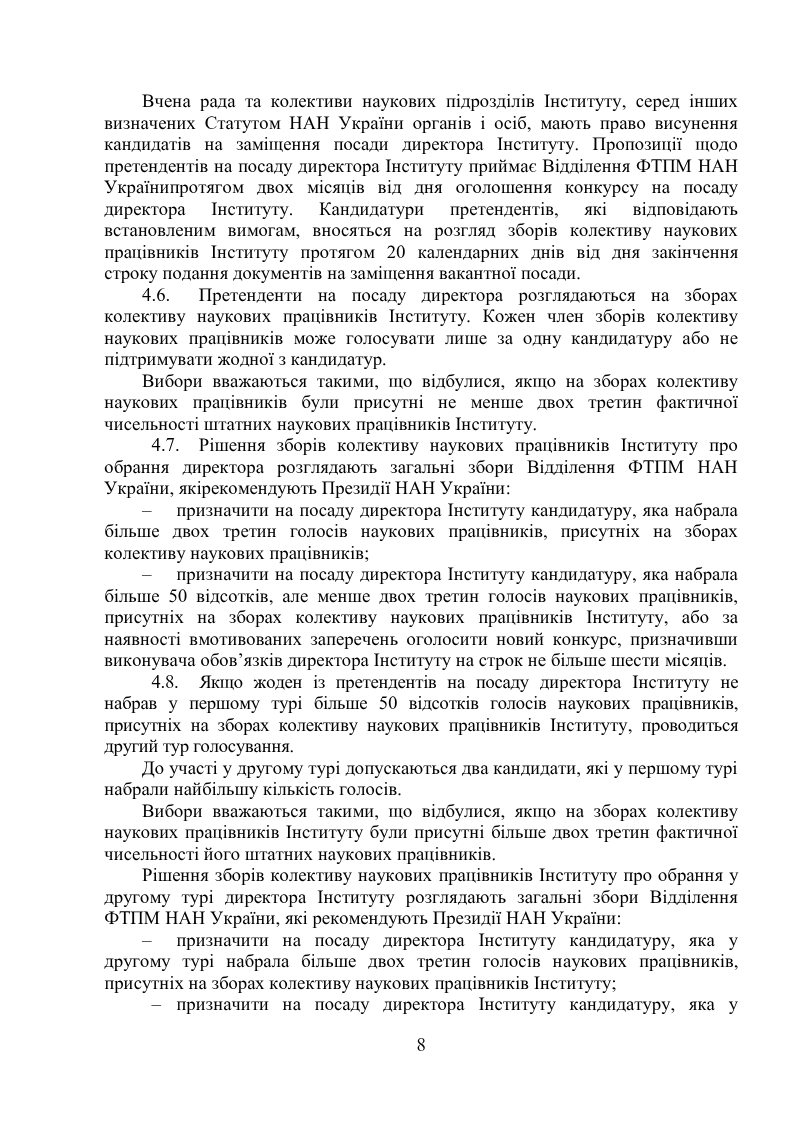 Вчена рада та колективи наукових підрозділів Інституту, серед інших
визначених Статутом НАН України органів і осіб, мають право висунення
кандидатів на заміщення посади директора Інституту. Пропозиції щодо
претендентів на посаду директора Інституту приймає Відділення ФТПМ НАН
Українипротягом двох місяців від дня оголошення конкурсу на посаду
директора Інституту. Кандидатури претендентів, які відповідають
встановленим вимогам, вносяться на розгляд зборів колективу наукових
працівників Інституту протягом 20 календарних днів від дня закінчення
строку подання документів на заміщення вакантної посади.
4.6. Претенденти на посаду директора розглядаються на зборах
колективу наукових працівників Інституту. Кожен член зборів колективу
наукових працівників може голосувати лише за одну кандидатуру або не
підтримувати жодної з кандидатур.
Вибори вважаються такими, що відбулися, якщо на зборах колективу
наукових працівників були присутні не менше двох третин фактичної
чисельності штатних наукових працівників Інституту.
4.7. Рішення зборів колективу наукових працівників Інституту про
обрання директора розглядають загальні збори Відділення ФТПМ НАН
України, якірекомендують Президії НАН України:
– призначити на посаду директора Інституту кандидатуру, яка набрала
більше двох третин голосів наукових працівників, присутніх на зборах
колективу наукових працівників;
– призначити на посаду директора Інституту кандидатуру, яка набрала
більше 50 відсотків, але менше двох третин голосів наукових працівників,
присутніх на зборах колективу наукових працівників Інституту, або за
наявності вмотивованих заперечень оголосити новий конкурс, призначивши
виконувача обов’язків директора Інституту на строк не більше шести місяців.
4.8. Якщо жоден із претендентів на посаду директора Інституту не
набрав у першому турі більше 50 відсотків голосів наукових працівників,
присутніх на зборах колективу наукових працівників Інституту, проводиться
другий тур голосування.
До участі у другому турі допускаються два кандидати, які у першому турі
набрали найбільшу кількість голосів.
Вибори вважаються такими, що відбулися, якщо на зборах колективу
наукових працівників Інституту були присутні більше двох третин фактичної
чисельності його штатних наукових працівників.
Рішення зборів колективу наукових працівників Інституту про обрання у
другому турі директора Інституту розглядають загальні збори Відділення
ФТПМ НАН України, які рекомендують Президії НАН України:
– призначити на посаду директора Інституту кандидатуру, яка у
другому турі набрала більше двох третин голосів наукових працівників,
присутніх на зборах колективу наукових працівників Інституту;
– призначити на посаду директора Інституту кандидатуру, яка у
8